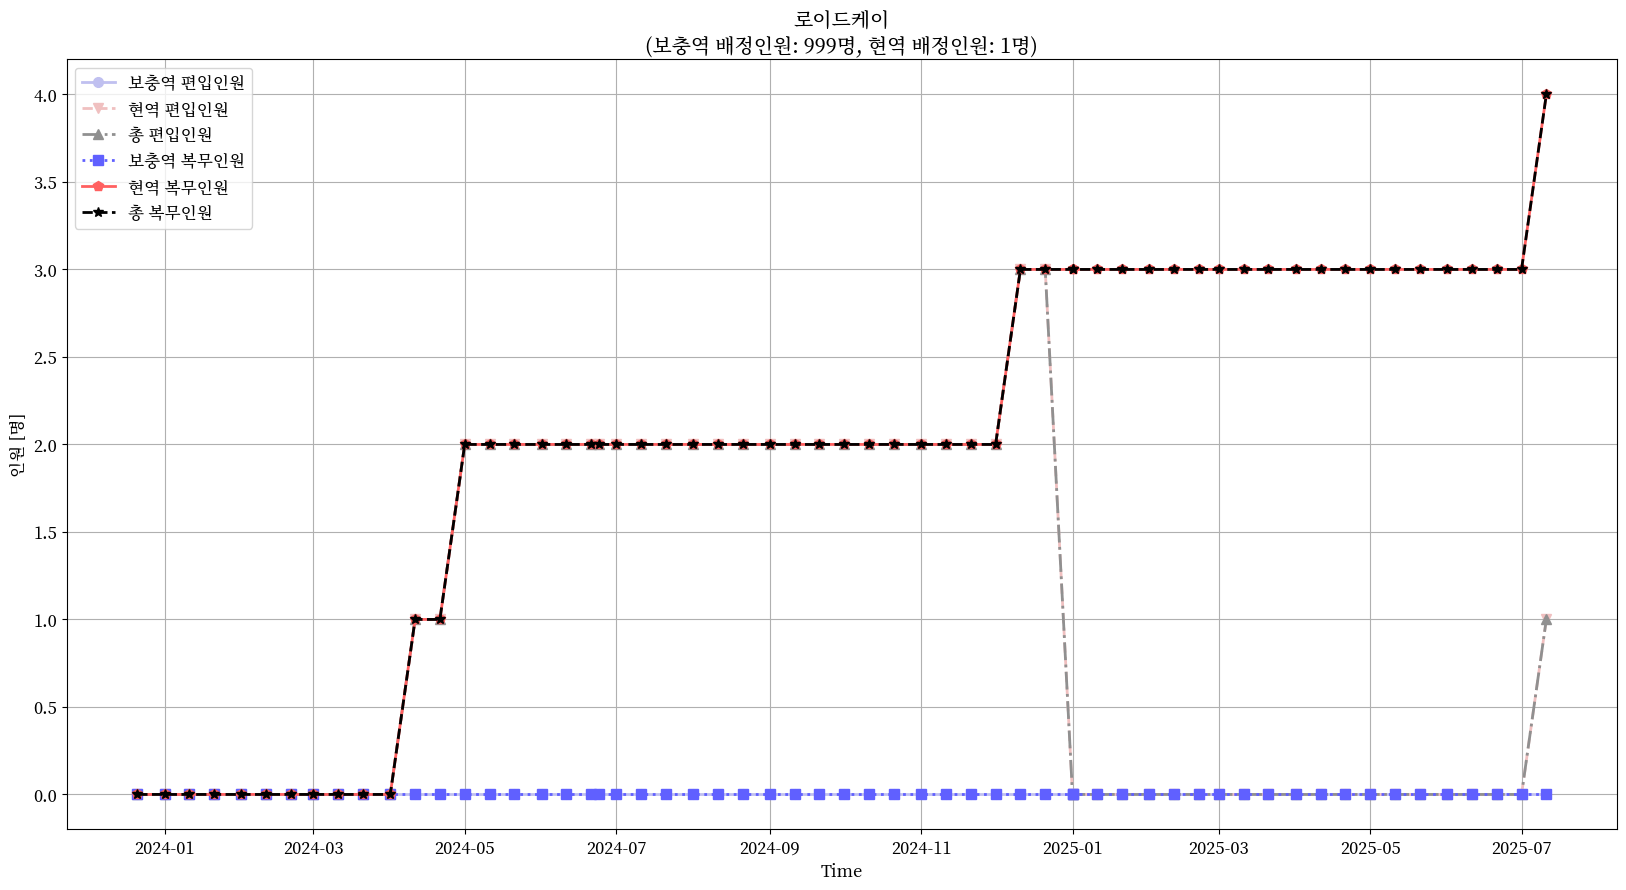 로이드케이
(보충역 배정인원: 999명, 현역 배정인원: 1명)
보충역 편입인원
현역 편입인원
총 편입인원
보충역 복무인원
현역 복무인원
총 복무인원
인원 [명]
4.0
3.5
3.0
2.5
2.0
1.5
1.0
0.5
0.0
2024-01 2024-03 2024-05 2024-07 2024-09 2024-11 2025-01 2025-03 2025-05 2025-07
Time